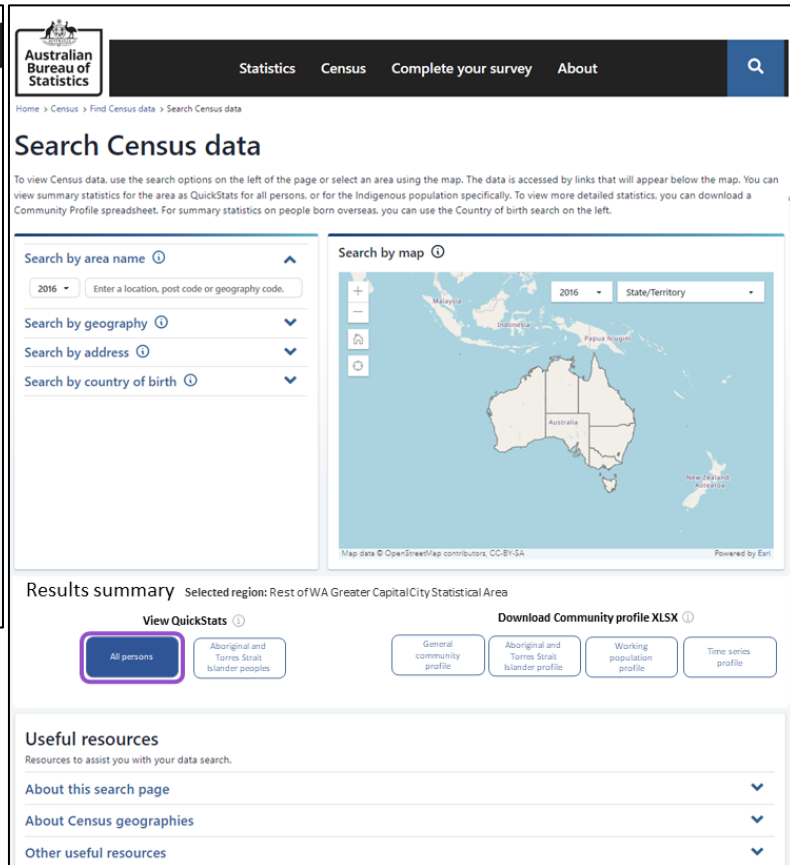 Australian
Bureau of
Statistics
Statistics Census Complete your survey About
Home > Census > Find Census data > Search Census data
Search Census data
To view Census data, use the search options on the left of the page or select an area using the map. The data is accessed by links that will appear below the map. You can
view summary statistics for the area as QuickStats for all persons, or for the Indigenous population specifically. To view more detailed statistics, you can download a
Community Profile spreadsheet. For summary statistics on people born overseas, you can use the Country of birth search on the left.
Search by area name
2016
Enter a location, post code or geography code.
Search by geography
Search by address
Search by country of birth
Search by map
2016
State/Territory
Malaysia
Indonesia
Papua Niugini
Australia
New Zealand
Aotearoa
Map data © OpenStreetMap contributors, CC-BY-SA
Powered by Esri
Results summary Selected region: Rest of WA Greater Capital City Statistical Area
View QuickStats
All persons
Aboriginal and
Torres Strait
Islander peoples
Download Community profile XLSX
General
community
profile
Aboriginal and
Torres Strait
Islander profile
Working
population
profile
Time series
profile
Useful resources
Resources to assist you with your data search.
About this search page
About Census geographies
Other useful resources